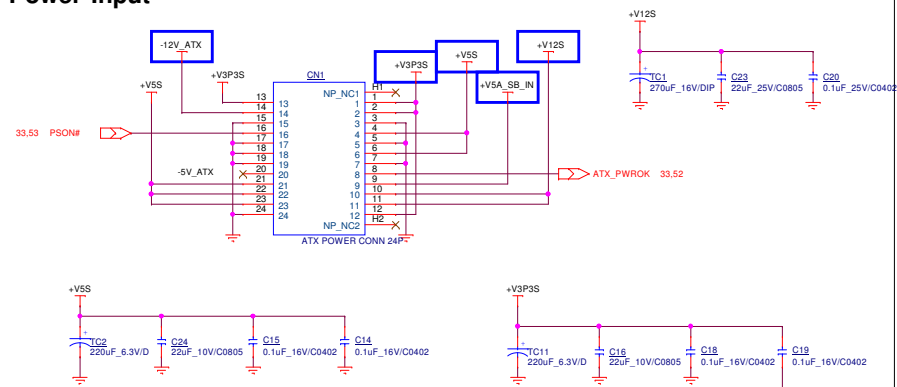 Power Input
-12V_ATX
+V5S
+V3P3S
CN1
+V3P3S
+V5S
+V12S
+V5A_SB_IN
33,53 PSON#
-5V_ATX
13
14
15
16
17
18
19
20
21
22
23
24
13
14
15
16
17
18
19
20
21
22
23
24
NP_NC1
1
2
3
4
5
6
7
8
9
10
11
12
NP_NC2
H1
1
2
3
4
5
6
7
8
9
10
11
12
H2
ATX_PWROK 33,52
ATX POWER CONN 24P
+V12S
+
TC1
270uF_16V/DIP
C23
22uF_25V/C0805
C20
0.1uF_25V/C0402
+V5S
+
TC2
220uF_6.3V/D
C24
22uF_10V/C0805
C15
0.1uF_16V/C0402
C14
0.1uF_16V/C0402
+V3P3S
+
TC11
220uF_6.3V/D
C16
22uF_10V/C0805
C18
0.1uF_16V/C0402
C19
0.1uF_16V/C0402